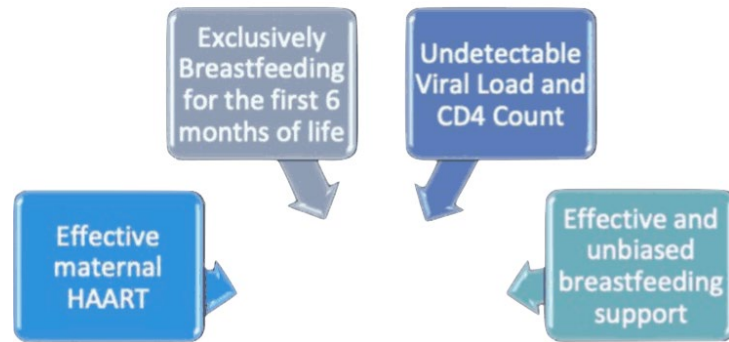 Exclusively
Breastfeeding
for the first 6
months of life
Undetectable
Viral Load and
CD4 Count
Effective
maternal
HAART
Effective and
unbiased
breastfeeding
support